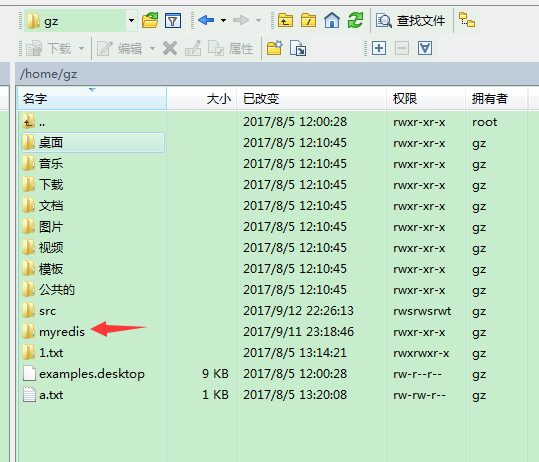 gz 查找文件
下载 编辑 属性
/home/gz
名字 大小 已改变 权限 拥有者
.. 2017/8/5 12:00:28 rwxr-xr-x root
桌面 2017/8/5 12:10:45 rwxr-xr-x gz
音乐 2017/8/5 12:10:45 rwxr-xr-x gz
下载 2017/8/5 12:10:45 rwxr-xr-x gz
文档 2017/8/5 12:10:45 rwxr-xr-x gz
图片 2017/8/5 12:10:45 rwxr-xr-x gz
视频 2017/8/5 12:10:45 rwxr-xr-x gz
模板 2017/8/5 12:10:45 rwxr-xr-x gz
公共的 2017/8/5 12:10:45 rwxr-xr-x gz
src 2017/9/12 22:26:13 rwsrwsrwt gz
myredis 2017/9/11 23:18:46 rwxr-xr-x gz
1.txt 2017/8/5 13:14:21 rwxrwxr-x gz
examples.desktop 9 KB 2017/8/5 12:00:28 rw-r--r-- gz
a.txt 1 KB 2017/8/5 13:20:08 rw-rw-r-- gz